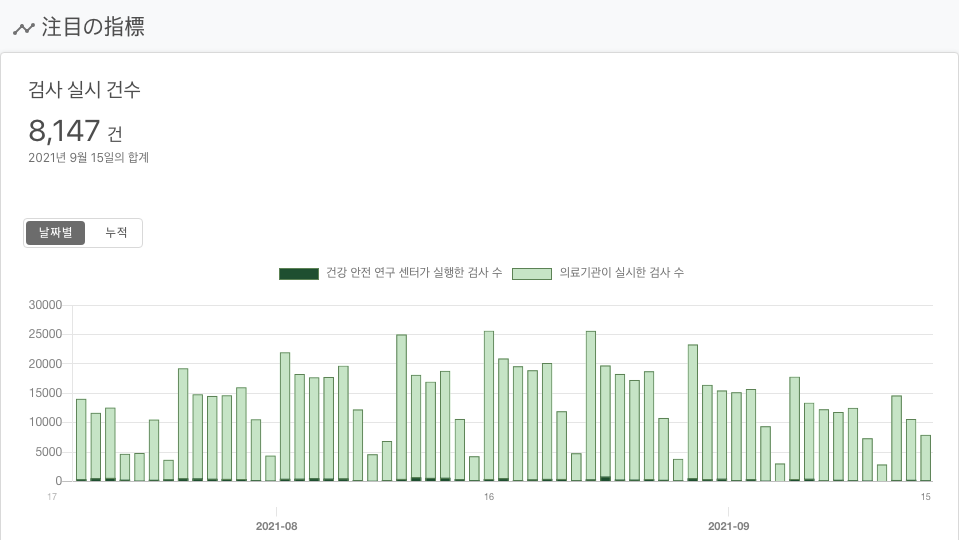 注目の指標
검사 실시 건수
8,147 건
2021년 9월 15일의 합계
날짜별 누적
건강 안전 연구 센터가 실행한 검사 수 의료기관이 실시한 검사 수
30000
25000
20000
15000
10000
5000
0
17 16 15
2021-08 2021-09